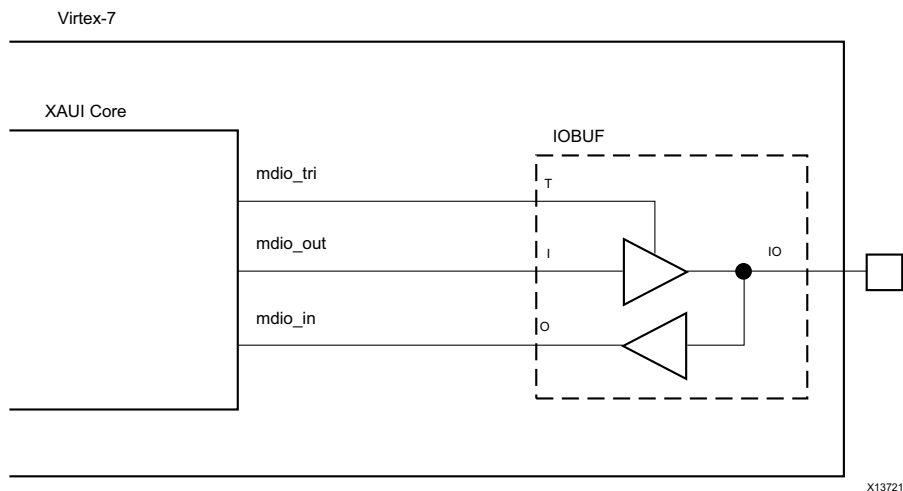 Virtex-7
XAUI Core
IOBUF
mdio_tri
T
mdio_out
I
IO
mdio_in
O
X13721